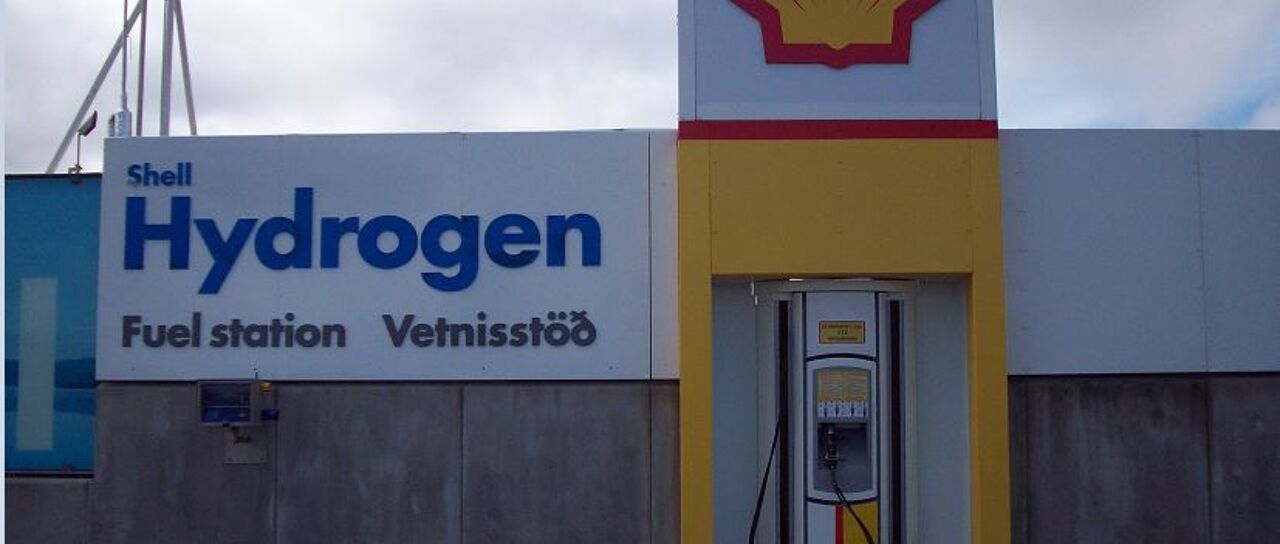 Shell
Hydrogen
Fuel station Vetnisstöð